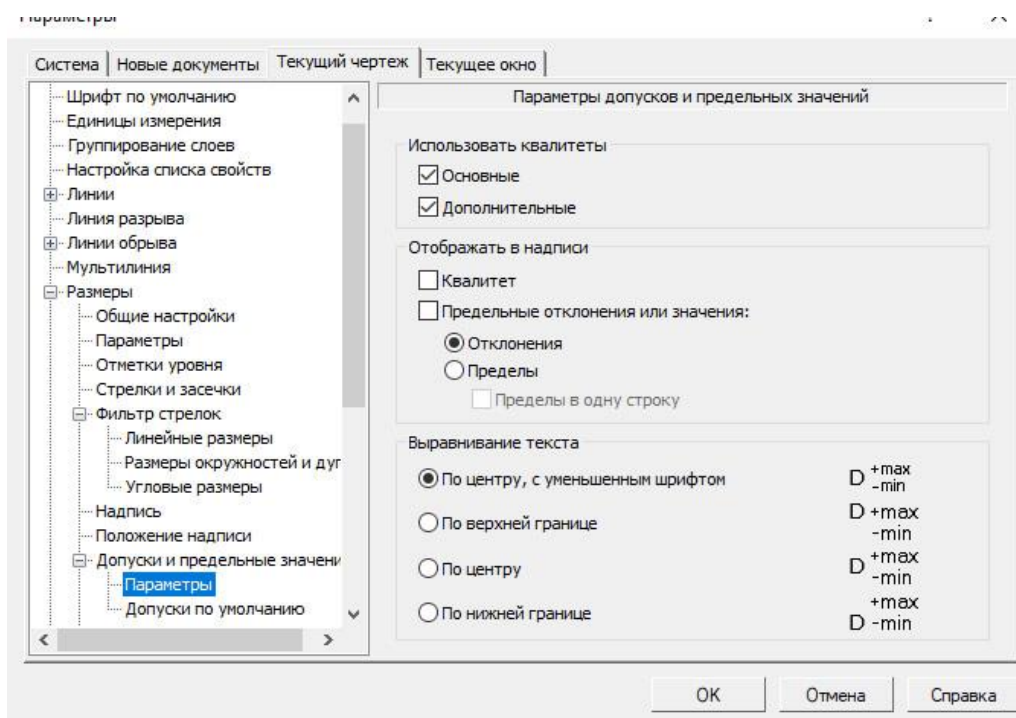 Параметры
Система
Новые документы
Текущий чертеж
Текущее окно
Шрифт по умолчанию
Единицы измерения
Группирование слоев
Настройка списка свойств
Линии
Линия разрыва
Линии обрыва
Мультилиния
Размеры
Общие настройки
Параметры
Отметки уровня
Стрелки и засечки
Фильтр стрелок
Линейные размеры
Размеры окружностей и дуг
Угловые размеры
Надпись
Положение надписи
Допуски и предельные значени
Параметры
Допуски по умолчанию
Параметры допусков и предельных значений
Использовать квалитеты
Основные
Дополнительные
Отображать в надписи
Квалитет
Предельные отклонения или значения:
Отклонения
Пределы
Пределы в одну строку
Выравнивание текста
По центру, с уменьшенным шрифтом
D +max
-min
По верхней границе
D +max
-min
По центру
D +max
-min
По нижней границе
+max
D -min
OK
Отмена
Справка